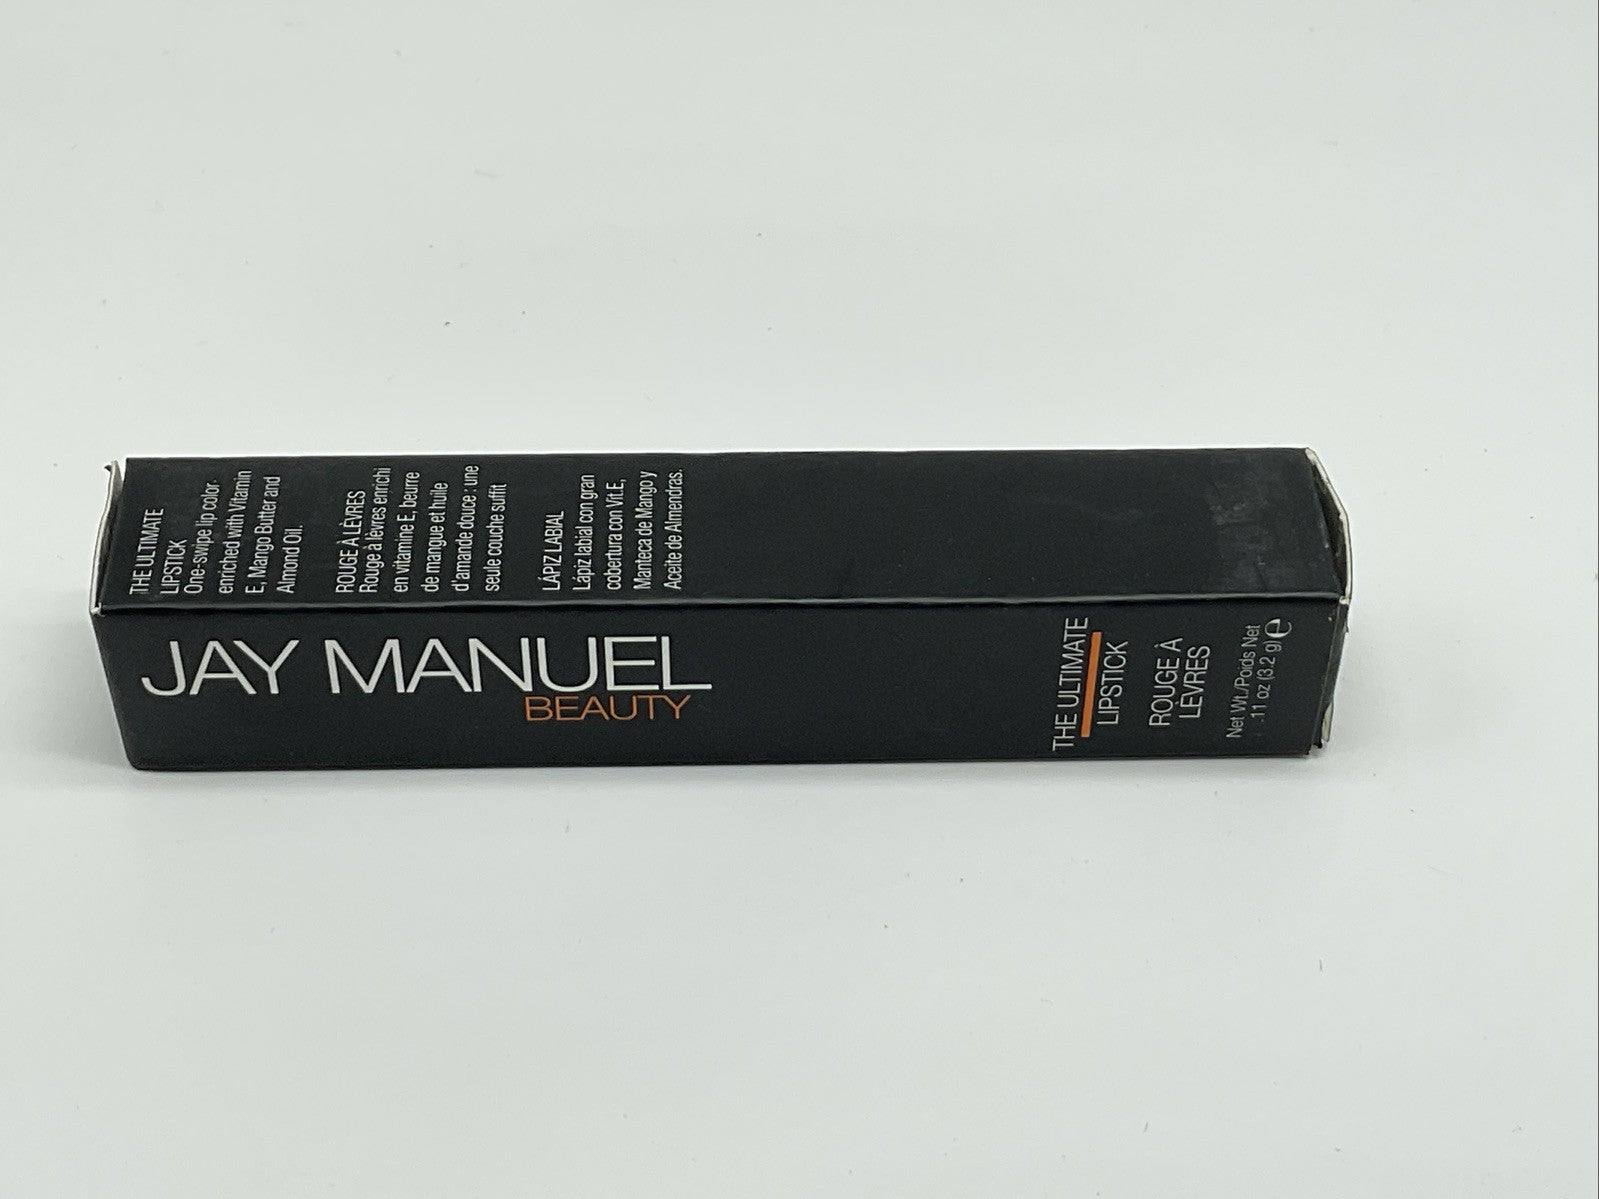 THE ULTIMATE
LIPSTICK
One-swipe lip color
enriched with Vitamin
E, Mango Butter and
Almond Oil.
ROUGE À LÈVRES
Rouge à lèvres enrichi
en vitamine E, beurre
de mangue et huile
d'amande douce : une
seule couche suffit
LÁPIZ LABIAL
Lápiz labial con gran
cobertura con Vit.E,
Manteca de Mango y
Aceite de Almendras.
JAY MANUEL
BEAUTY
THE ULTIMATE
LIPSTICK
ROUGE À
LÈVRES
Net Wt./Poids Net
.11 oz (3.2 g) ℮